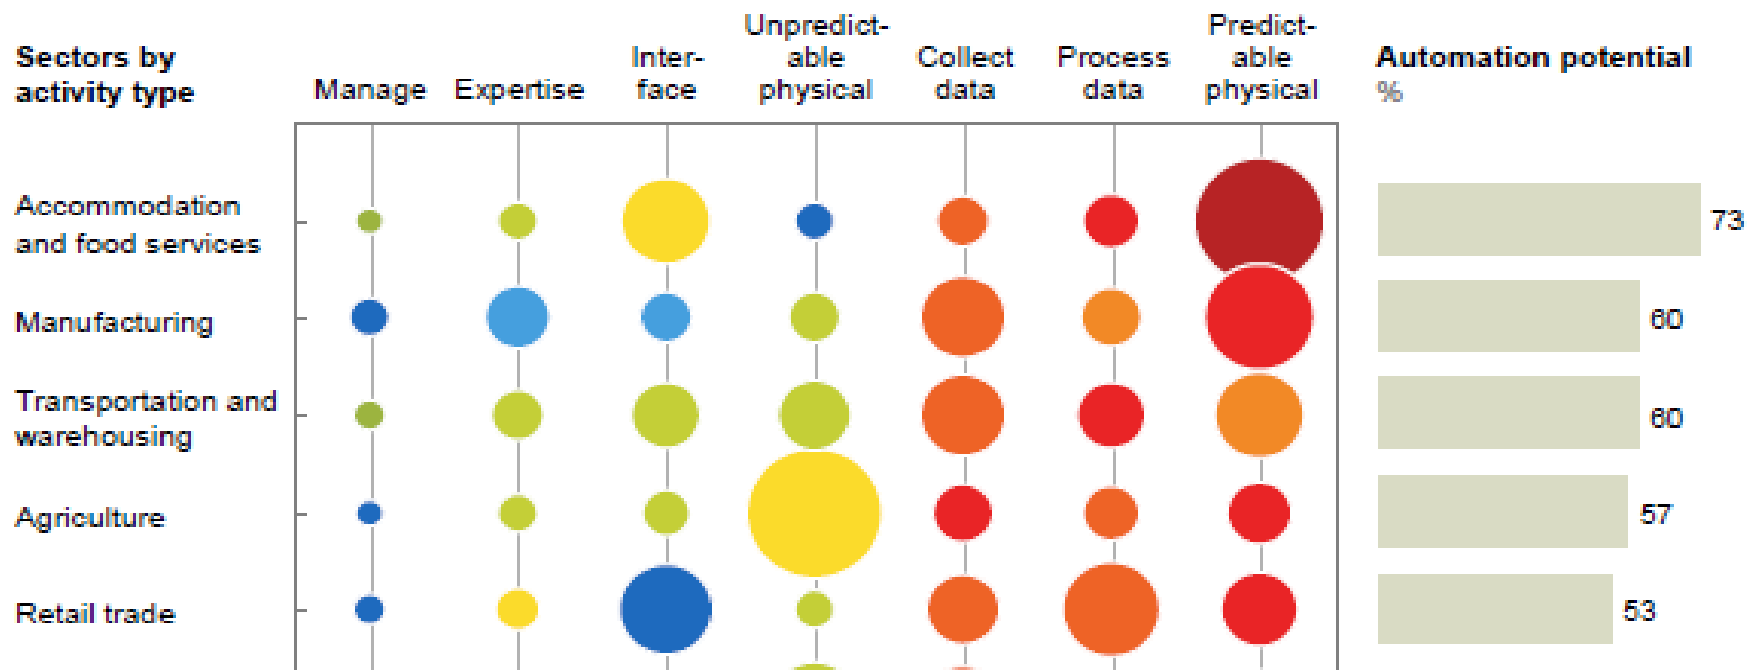 Sectors by
activity type
Manage
Expertise
Inter-
face
Unpredict-
able
physical
Collect
data
Process
data
Predict-
able
physical
Automation potential
%
Accommodation
and food services
73
Manufacturing
60
Transportation and
warehousing
60
Agriculture
57
Retail trade
53